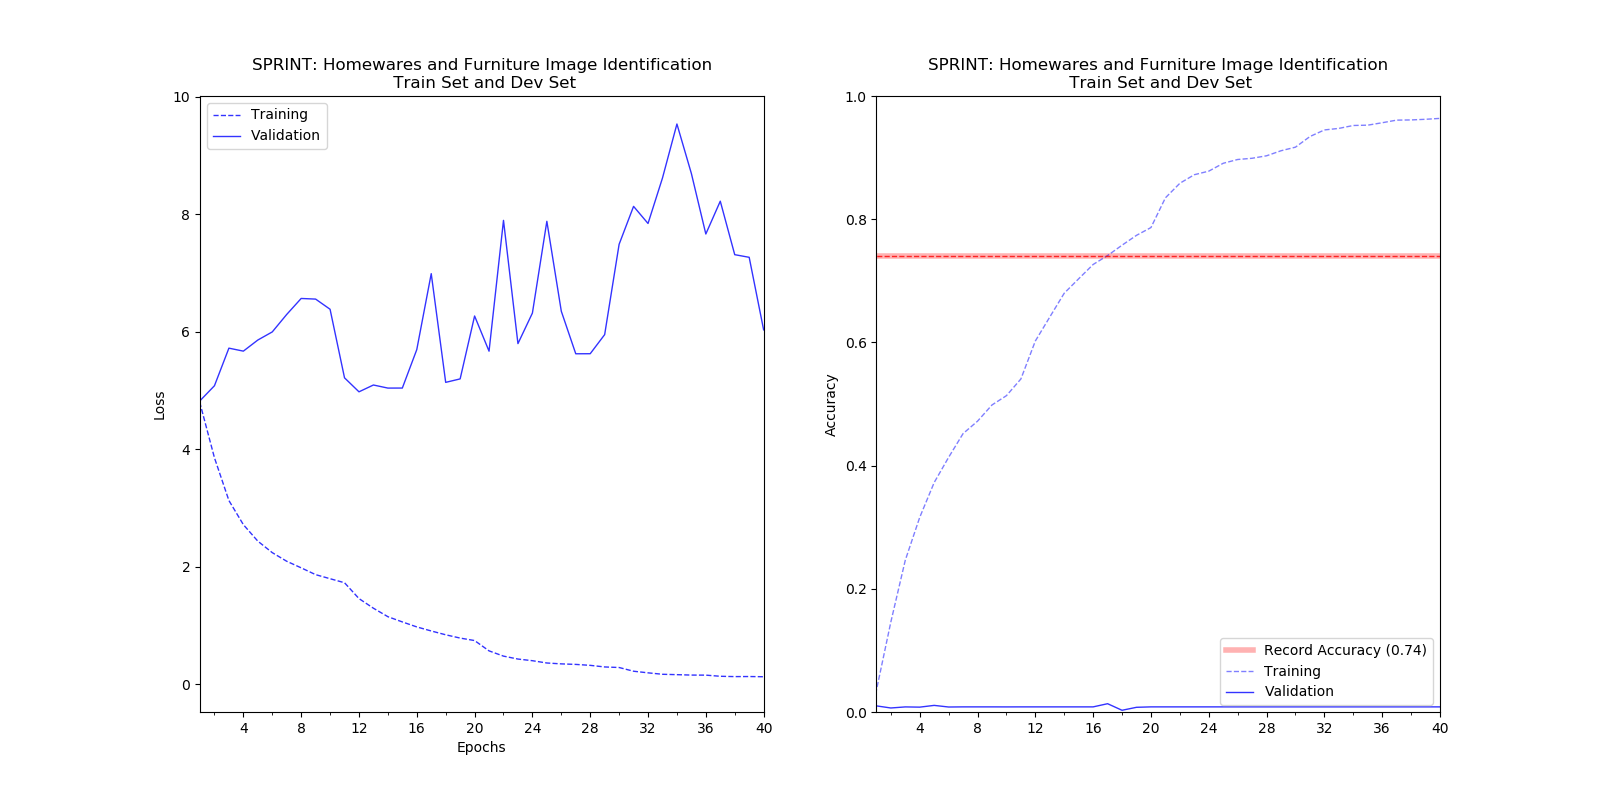 SPRINT: Homewares and Furniture Image Identification
Train Set and Dev Set
10
8
6
4
2
0
Loss
Training
Validation
4
8
12
16
20
24
28
32
36
40
Epochs
SPRINT: Homewares and Furniture Image Identification
Train Set and Dev Set
1.0
0.8
0.6
0.4
0.2
0.0
Accuracy
Record Accuracy (0.74)
Training
Validation
4
8
12
16
20
24
28
32
36
40